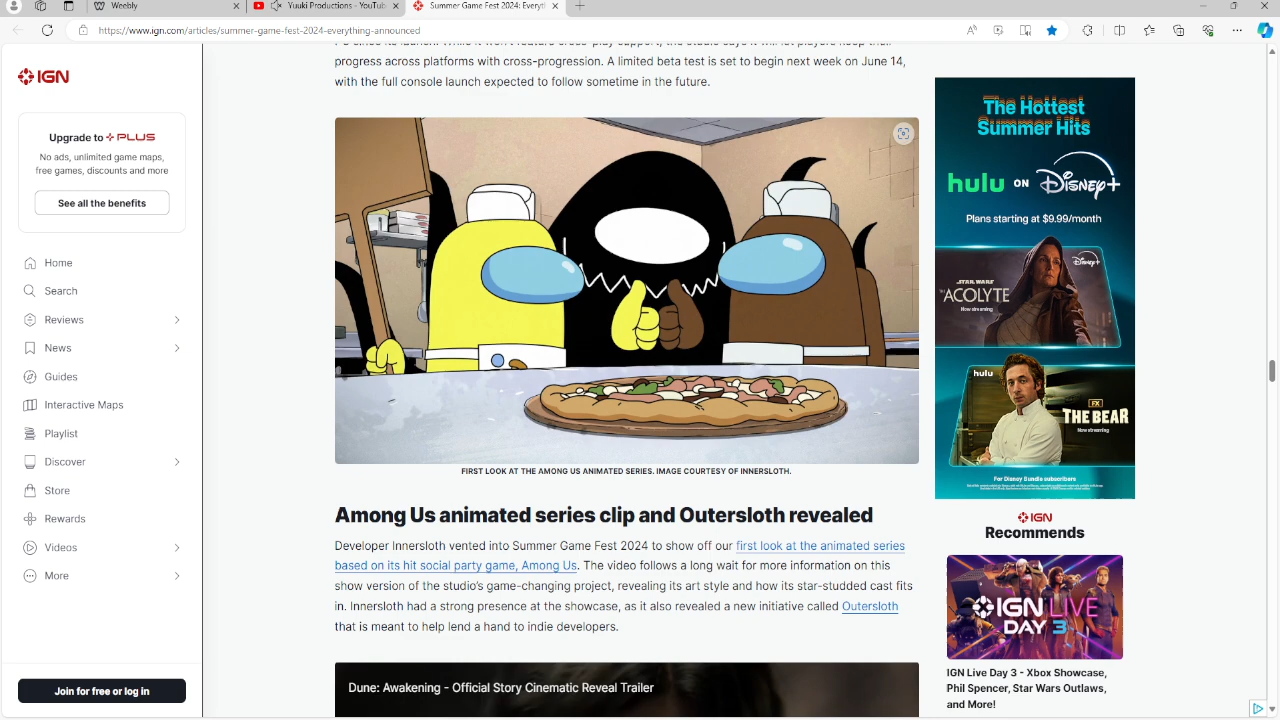 Weebly
Yuuki Productions - YouTube
Summer Game Fest 2024: Everyt
https://www.ign.com/articles/summer-game-fest-2024-everything-announced
IGN
Upgrade to PLUS
No ads, unlimited game maps,
free games, discounts and more
See all the benefits
Home
Search
Reviews
News
Guides
Interactive Maps
Playlist
Discover
Store
Rewards
Videos
More
Join for free or log in
progress across platforms with cross-progression. A limited beta test is set to begin next week on June 14,
with the full console launch expected to follow sometime in the future.
FIRST LOOK AT THE AMONG US ANIMATED SERIES. IMAGE COURTESY OF INNERSLOTH.
Among Us animated series clip and Outersloth revealed
Developer Innersloth vented into Summer Game Fest 2024 to show off our first look at the animated series
based on its hit social party game, Among Us. The video follows a long wait for more information on this
show version of the studio's game-changing project, revealing its art style and how its star-studded cast fits
in. Innersloth had a strong presence at the showcase, as it also revealed a new initiative called Outersloth
that is meant to help lend a hand to indie developers.
Dune: Awakening - Official Story Cinematic Reveal Trailer
The Hottest
Summer Hits
hulu ON Disney+
Plans starting at $9.99/month
Disney+
STAR WARS
THE ACOLYTE
Now streaming
hulu
FX
THE BEAR
Now streaming
For Disney Bundle subscribers
IGN
Recommends
IGN LIVE
DAY 3
IGN Live Day 3 - Xbox Showcase,
Phil Spencer, Star Wars Outlaws,
and More!